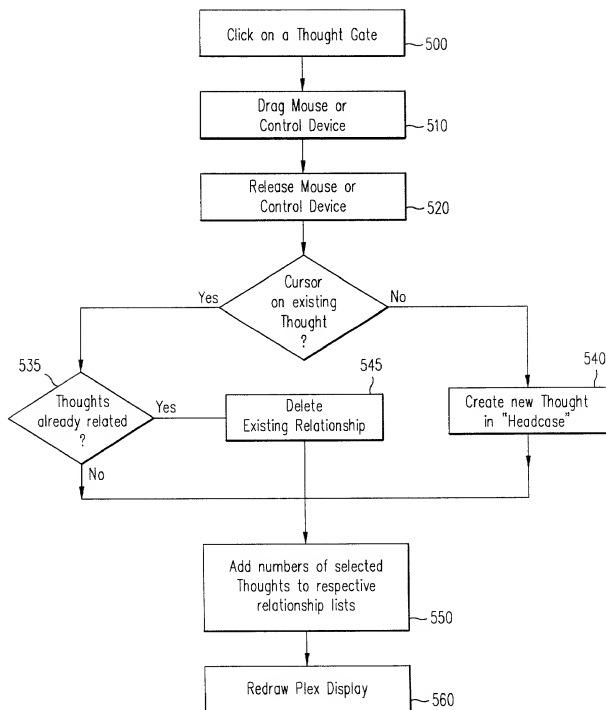 Click on a Thought Gate
500
Drag Mouse or
Control Device
510
Release Mouse or
Control Device
520
Cursor
on existing
Thought
?
Yes
No
535
Thoughts
already related
?
Yes
No
545
Delete
Existing Relationship
540
Create new Thought
in "Headcase"
Add numbers of selected
Thoughts to respective
relationship lists
550
Redraw Plex Display
560